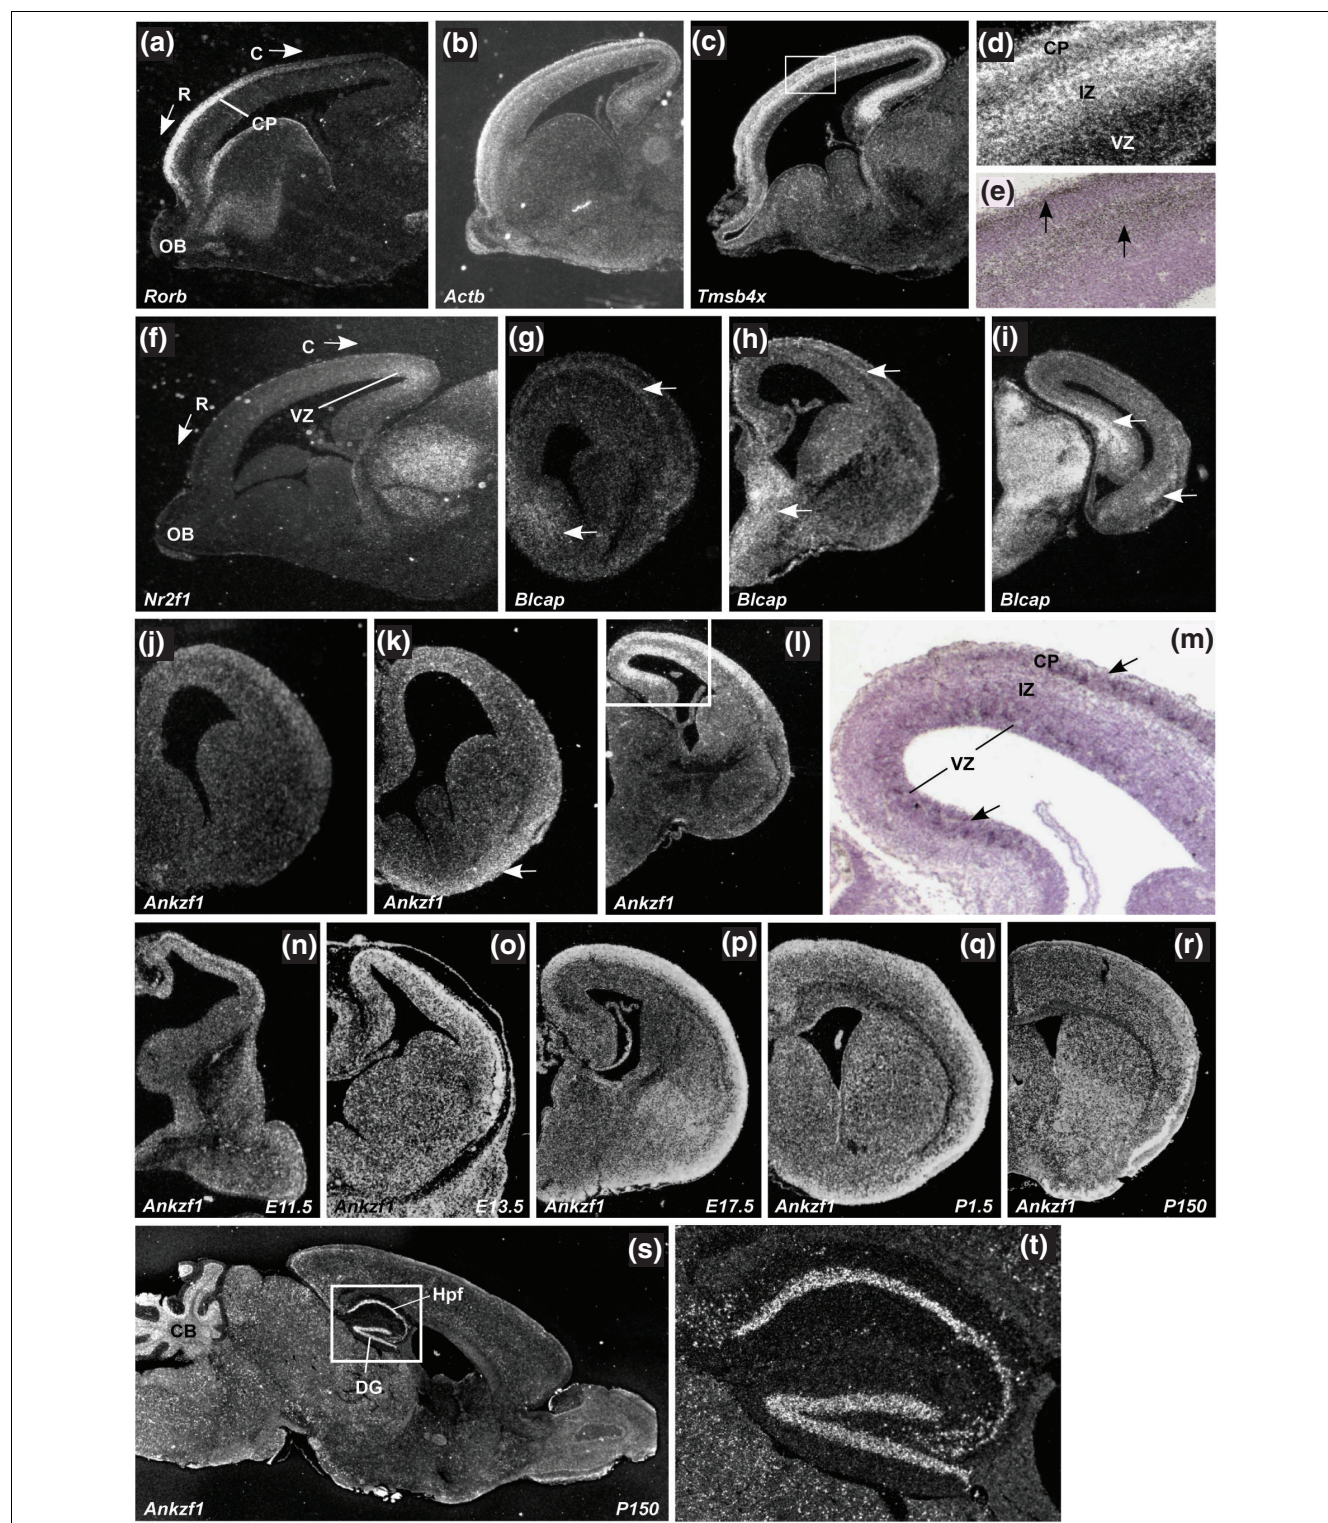 (a)
C
R
CP
OB
Rorb
(b)
Actb
(c)
Tmsb4x
(d)
CP
IZ
VZ
(e)
(f)
C
R
VZ
OB
Nr2f1
(g)
Blcap
(h)
Blcap
(i)
Blcap
(j)
Ankzf1
(k)
Ankzf1
(l)
Ankzf1
(m)
CP
IZ
VZ
(n)
Ankzf1 E11.5
(o)
Ankzf1 E13.5
(p)
Ankzf1 E17.5
(q)
Ankzf1 P1.5
(r)
Ankzf1 P150
(s)
Hpf
CB
DG
Ankzf1 P150
(t)